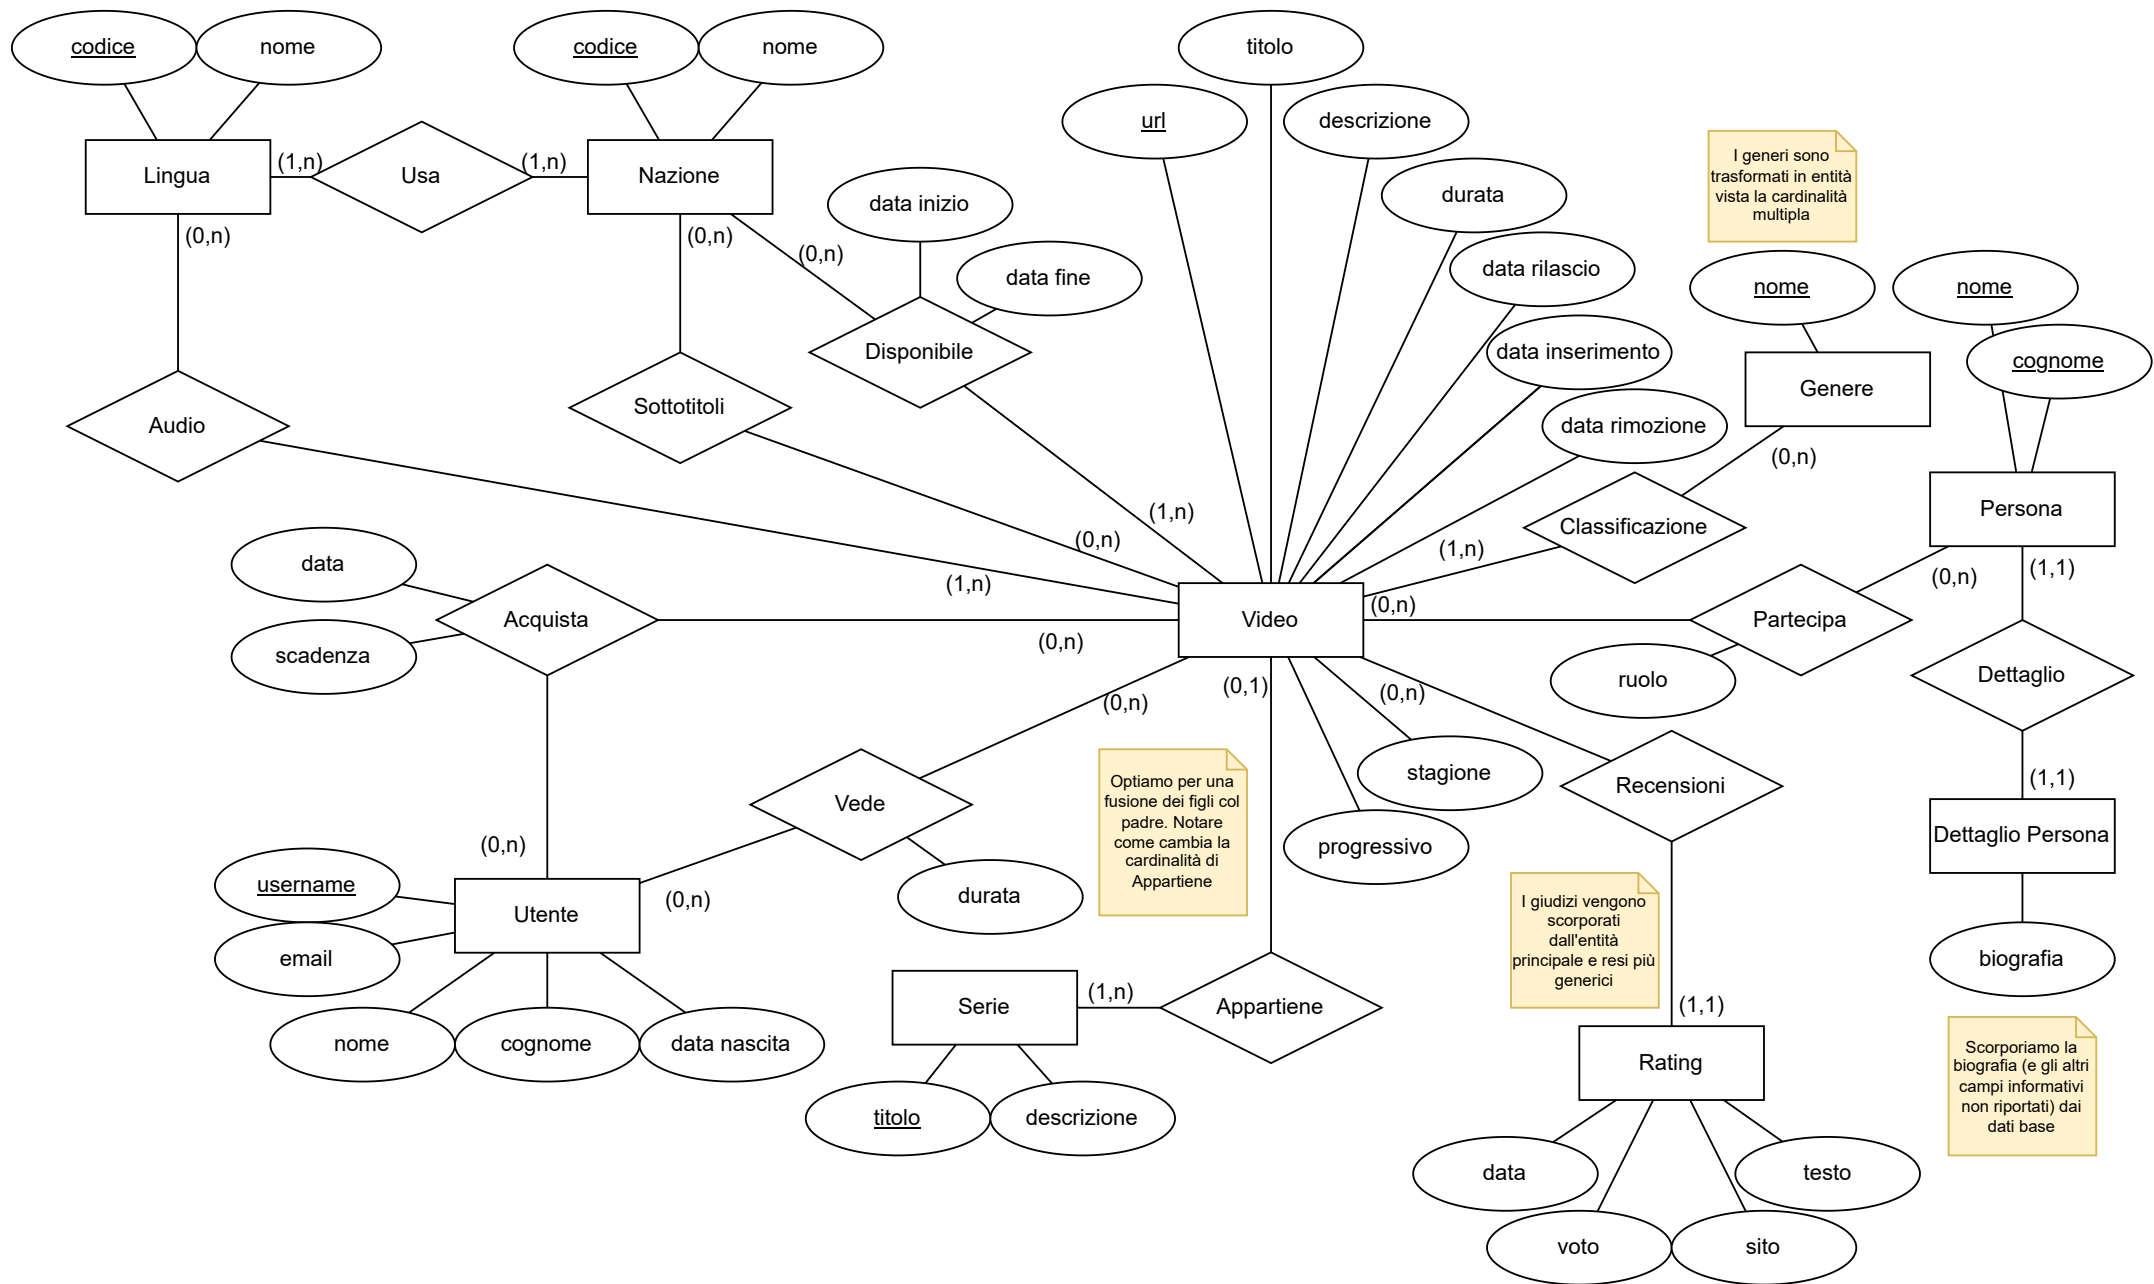 codice
nome
codice
nome
titolo
url
descrizione
Lingua
(1,n)
Usa
(1,n)
Nazione
durata
I generi sono
trasformati in entità
vista la cardinalità
multipla
data inizio
(0,n)
(0,n)
(0,n)
data fine
data rilascio
nome
nome
Disponibile
data inserimento
cognome
Genere
Audio
Sottotitoli
data rimozione
(0,n)
Persona
(1,n)
(0,n)
(1,n)
Classificazione
data
(1,n)
(0,n)
(1,1)
Acquista
(0,n)
Video
(0,n)
Partecipa
scadenza
ruolo
Dettaglio
(0,n)
(0,1)
(0,n)
stagione
(1,1)
Vede
Optiamo per una
fusione dei figli col
padre. Notare
come cambia la
cardinalità di
Appartiene
Recensioni
(0,n)
progressivo
Dettaglio Persona
username
(0,n)
durata
Utente
I giudizi vengono
scorporati
dall'entità
principale e resi più
generici
email
biografia
Serie
(1,n)
Appartiene
(1,1)
nome
cognome
data nascita
Rating
Scorporiamo la
biografia (e gli altri
campi informativi
non riportati) dai
dati base
titolo
descrizione
data
testo
voto
sito